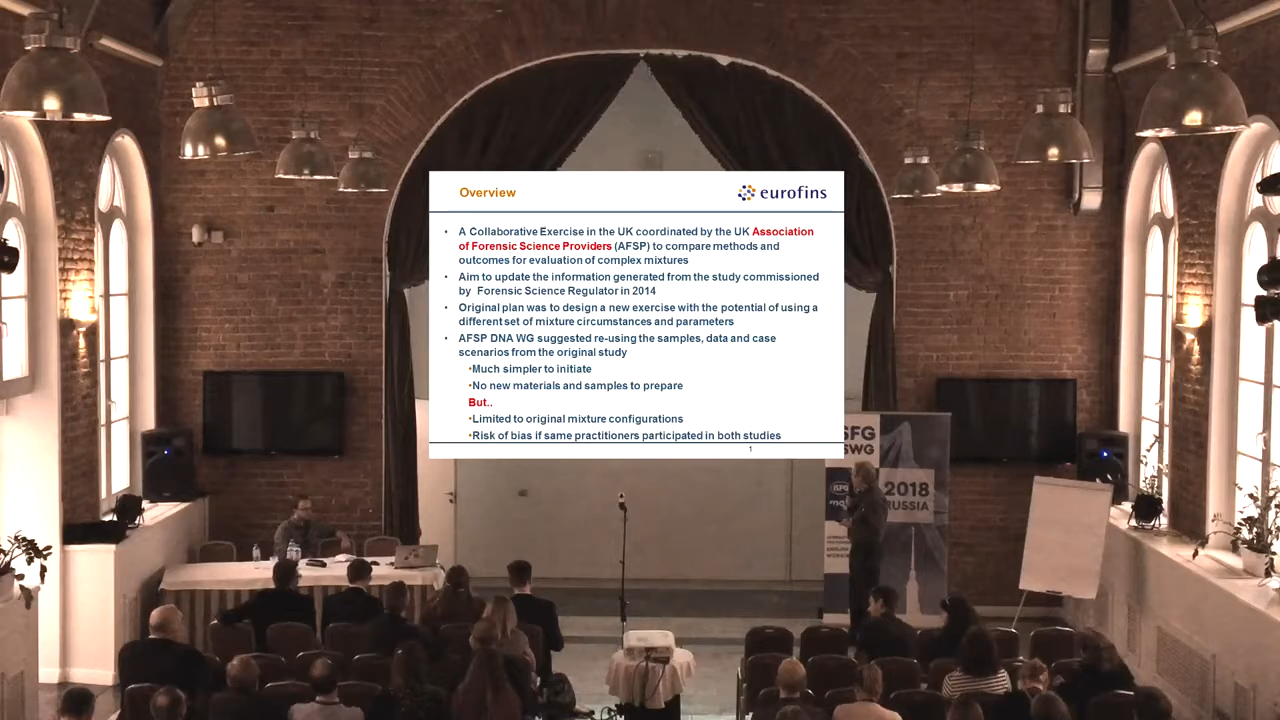 Overview
eurofins
• A Collaborative Exercise in the UK coordinated by the UK Association
of Forensic Science Providers (AFSP) to compare methods and
outcomes for evaluation of complex mixtures
• Aim to update the information generated from the study commissioned
by Forensic Science Regulator in 2014
• Original plan was to design a new exercise with the potential of using a
different set of mixture circumstances and parameters
• AFSP DNA WG suggested re-using the samples, data and case
scenarios from the original study
•Much simpler to initiate
•No new materials and samples to prepare
But..
•Limited to original mixture configurations
•Risk of bias if same practitioners participated in both studies
1
SFG
SWG
ISFG
2018
RUSSIA